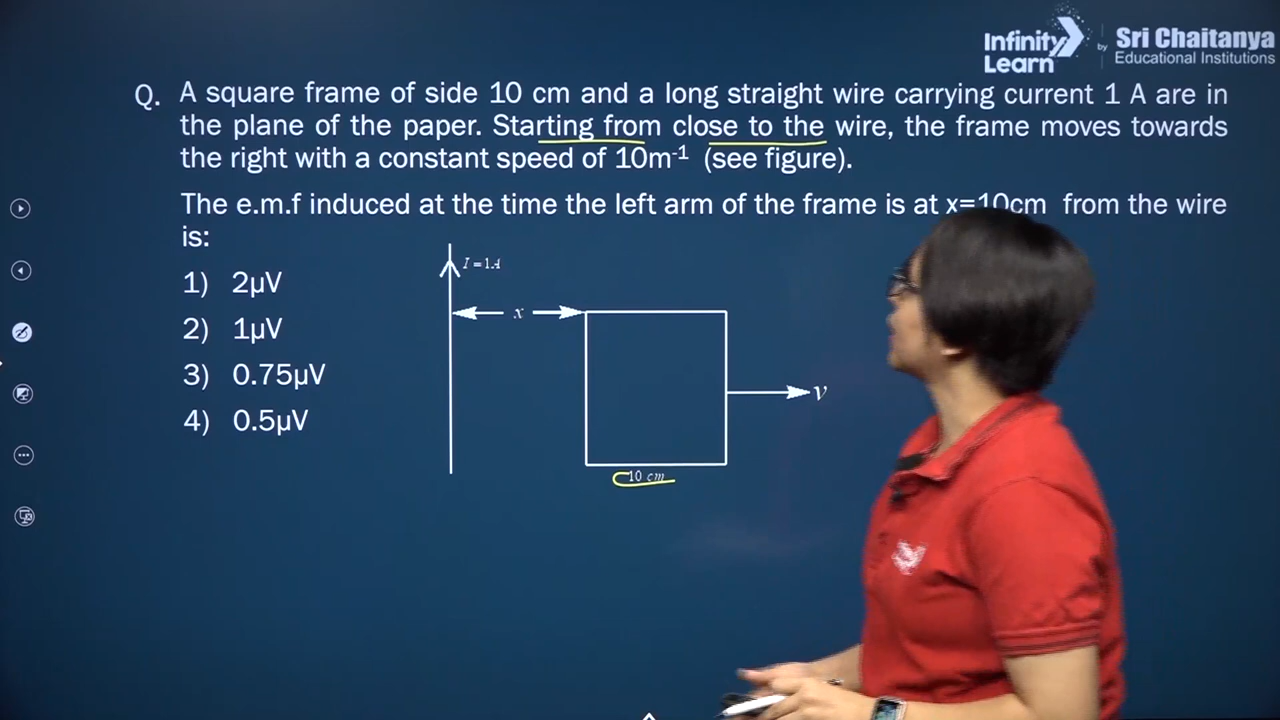 Infinity Learn
by
Sri Chaitanya
Educational Institutions
Q. A square frame of side 10 cm and a long straight wire carrying current 1 A are in
the plane of the paper. Starting from close to the wire, the frame moves towards
the right with a constant speed of 10m⁻¹ (see figure).
The e.m.f induced at the time the left arm of the frame is at x=10cm from the wire
is:
1) 2µV
2) 1µV
3) 0.75µV
4) 0.5µV
I = 1A
x
v
10 cm